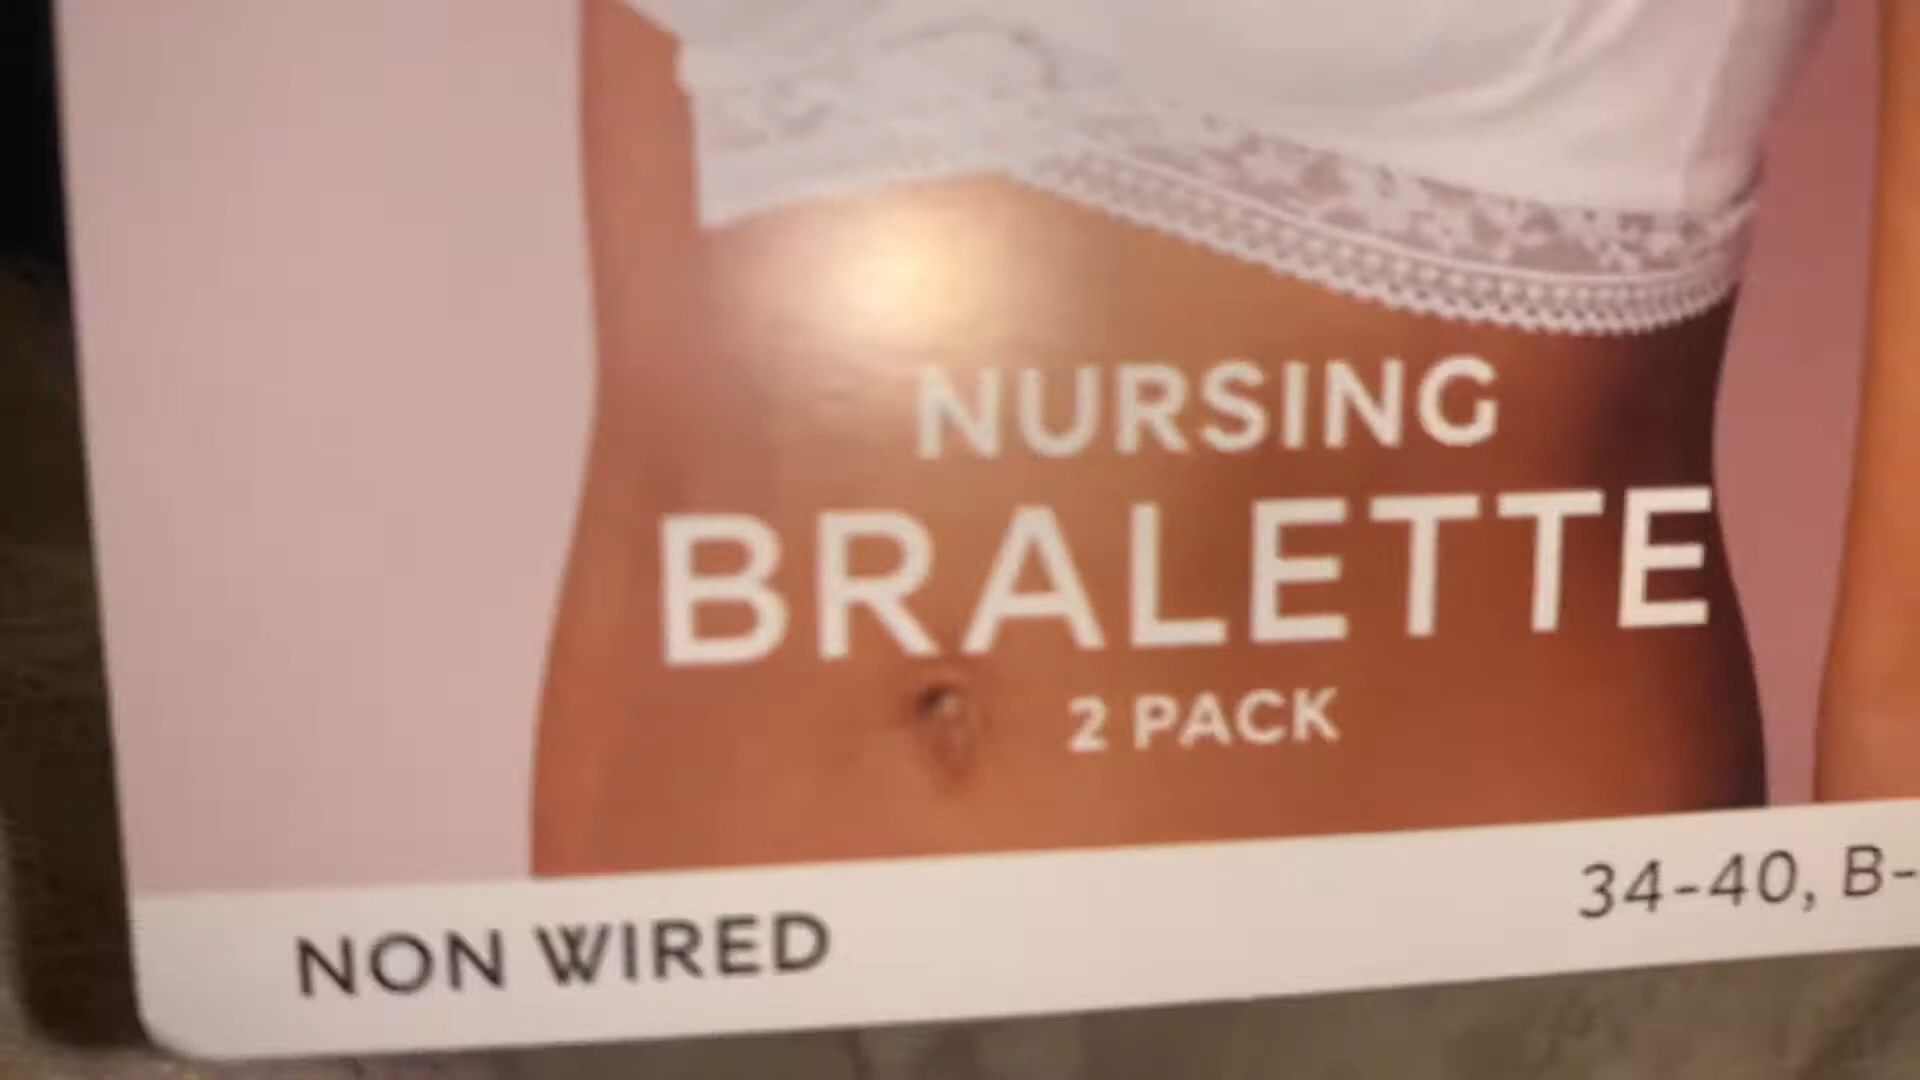 NURSING
BRALETTE
2 PACK
NON WIRED
34-40, B-